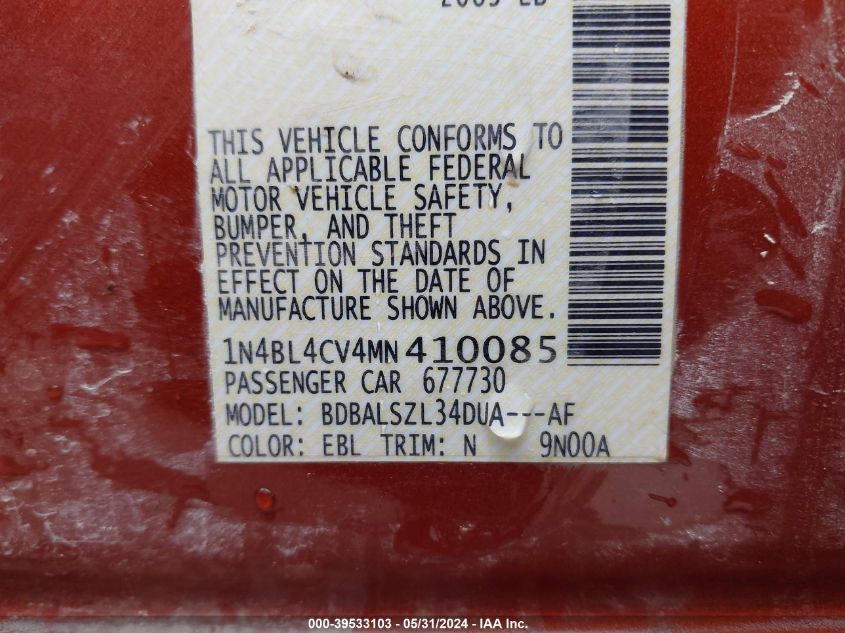 THIS VEHICLE CONFORMS TO
ALL APPLICABLE FEDERAL
MOTOR VEHICLE SAFETY,
BUMPER, AND THEFT
PREVENTION STANDARDS IN
EFFECT ON THE DATE OF
MANUFACTURE SHOWN ABOVE.
1N4BL4CV4MN 410085
PASSENGER CAR 677730
MODEL: BDBALSZL34DUA---AF
COLOR: EBL TRIM: N 9N00A
000-39533103 - 05/31/2024 - IAA Inc.